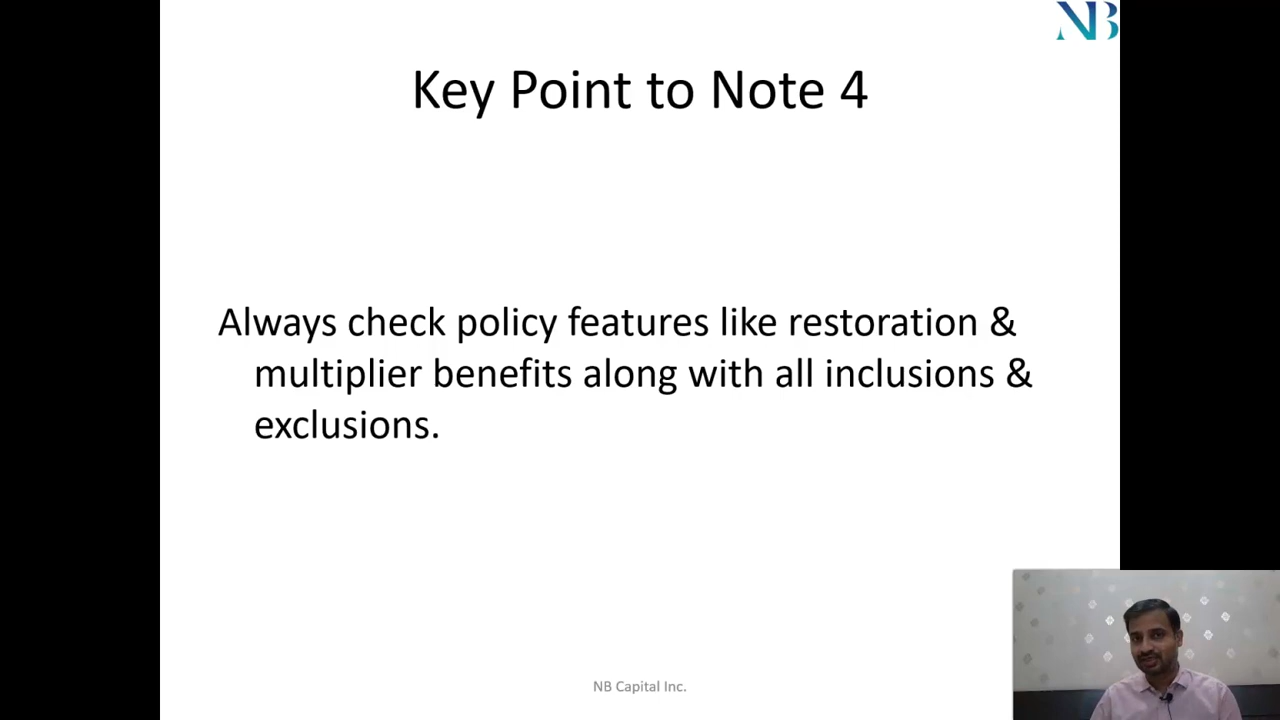 NB
Key Point to Note 4
Always check policy features like restoration &
multiplier benefits along with all inclusions &
exclusions.
NB Capital Inc.